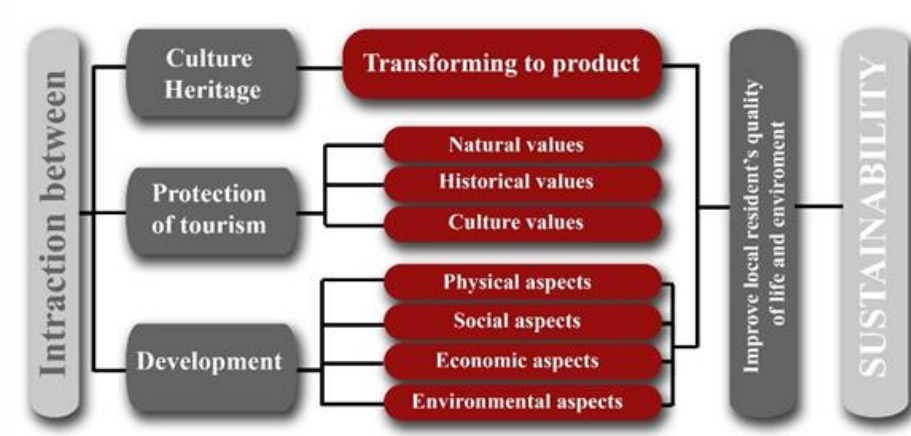 Intraction between
Culture
Heritage
Transforming to product
Protection
of tourism
Natural values
Historical values
Culture values
Development
Physical aspects
Social aspects
Economic aspects
Environmental aspects
Improve local resident's quality
of life and enviroment
SUSTAINABILITY